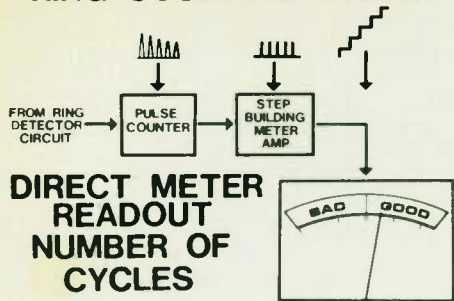 FROM RING
DETECTOR
CIRCUIT
PULSE
COUNTER
STEP
BUILDING
METER
AMP
DIRECT METER
READOUT
NUMBER OF
CYCLES
BAD GOOD